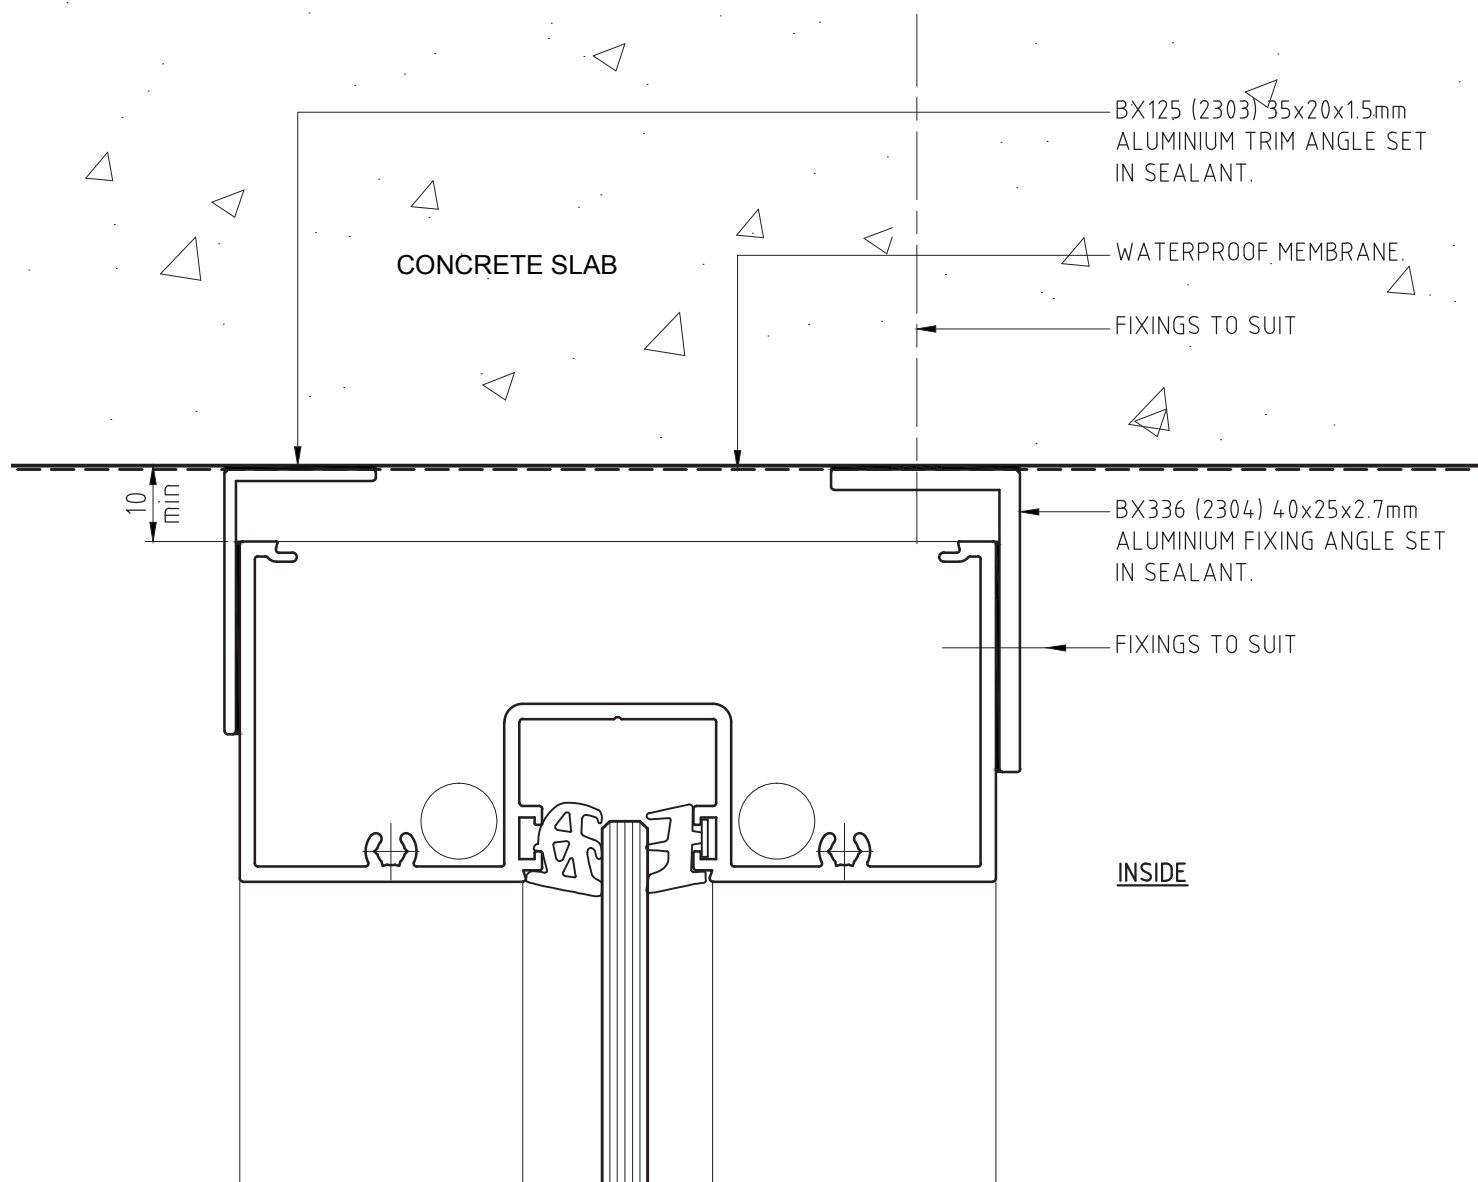 BX125 (2303) 35x20x1.5mm
ALUMINIUM TRIM ANGLE SET
IN SEALANT.
CONCRETE SLAB
WATERPROOF MEMBRANE.
FIXINGS TO SUIT
10
min
BX336 (2304) 40x25x2.7mm
ALUMINIUM FIXING ANGLE SET
IN SEALANT.
FIXINGS TO SUIT
INSIDE